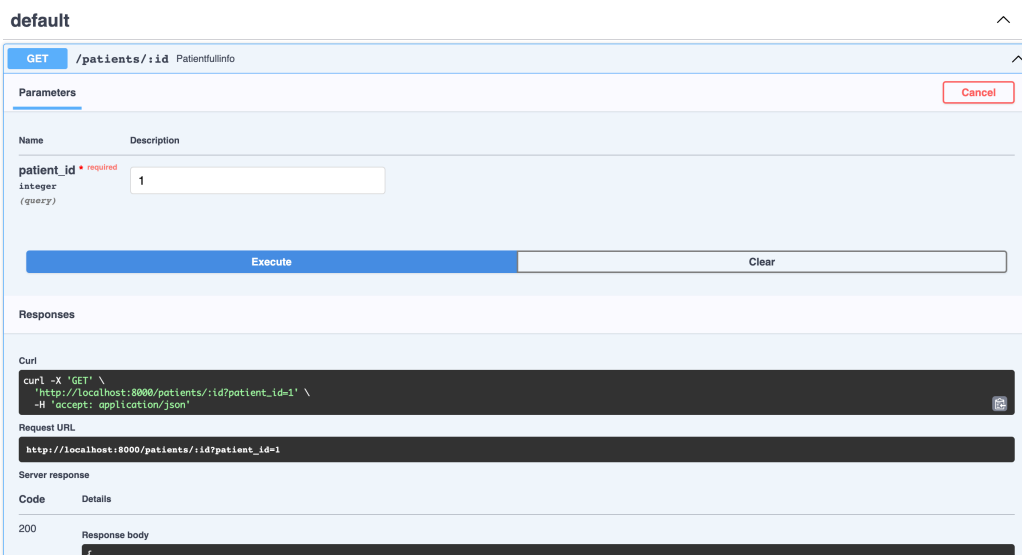 default
GET /patients/:id Patientfullinfo
Parameters
Cancel
Name Description
patient_id * required
integer
(query)
1
Execute
Clear
Responses
Curl
curl -X 'GET' \
'http://localhost:8000/patients/:id?patient_id=1' \
-H 'accept: application/json'
Request URL
http://localhost:8000/patients/:id?patient_id=1
Server response
Code Details
200
Response body
{